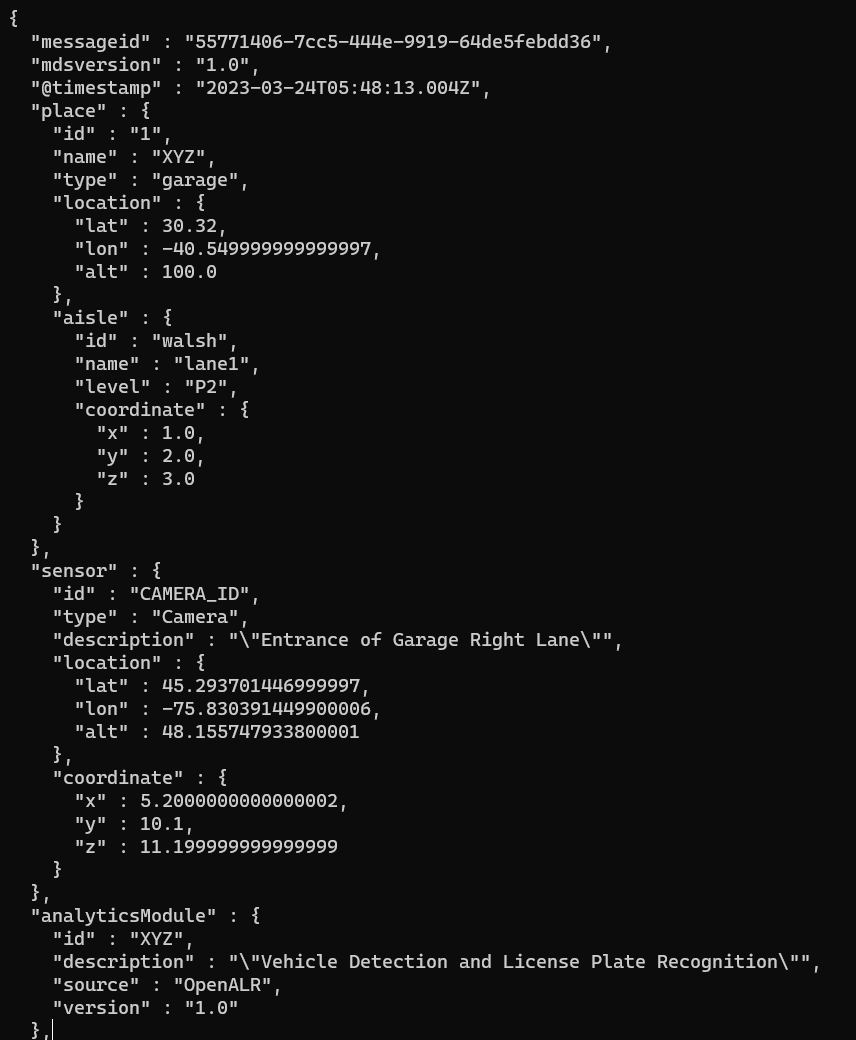 {
  "messageid" : "55771406-7cc5-444e-9919-64de5febdd36",
  "mdsversion" : "1.0",
  "@timestamp" : "2023-03-24T05:48:13.004Z",
  "place" : {
    "id" : "1",
    "name" : "XYZ",
    "type" : "garage",
    "location" : {
      "lat" : 30.32,
      "lon" : -40.549999999999997,
      "alt" : 100.0
    },
    "aisle" : {
      "id" : "walsh",
      "name" : "lane1",
      "level" : "P2",
      "coordinate" : {
        "x" : 1.0,
        "y" : 2.0,
        "z" : 3.0
      }
    }
  },
  "sensor" : {
    "id" : "CAMERA_ID",
    "type" : "Camera",
    "description" : "\"Entrance of Garage Right Lane\"",
    "location" : {
      "lat" : 45.293701446999997,
      "lon" : -75.830391449900006,
      "alt" : 48.155747933800001
    },
    "coordinate" : {
      "x" : 5.2000000000000002,
      "y" : 10.1,
      "z" : 11.199999999999999
    }
  },
  "analyticsModule" : {
    "id" : "XYZ",
    "description" : "\"Vehicle Detection and License Plate Recognition\"",
    "source" : "OpenALR",
    "version" : "1.0"
  },